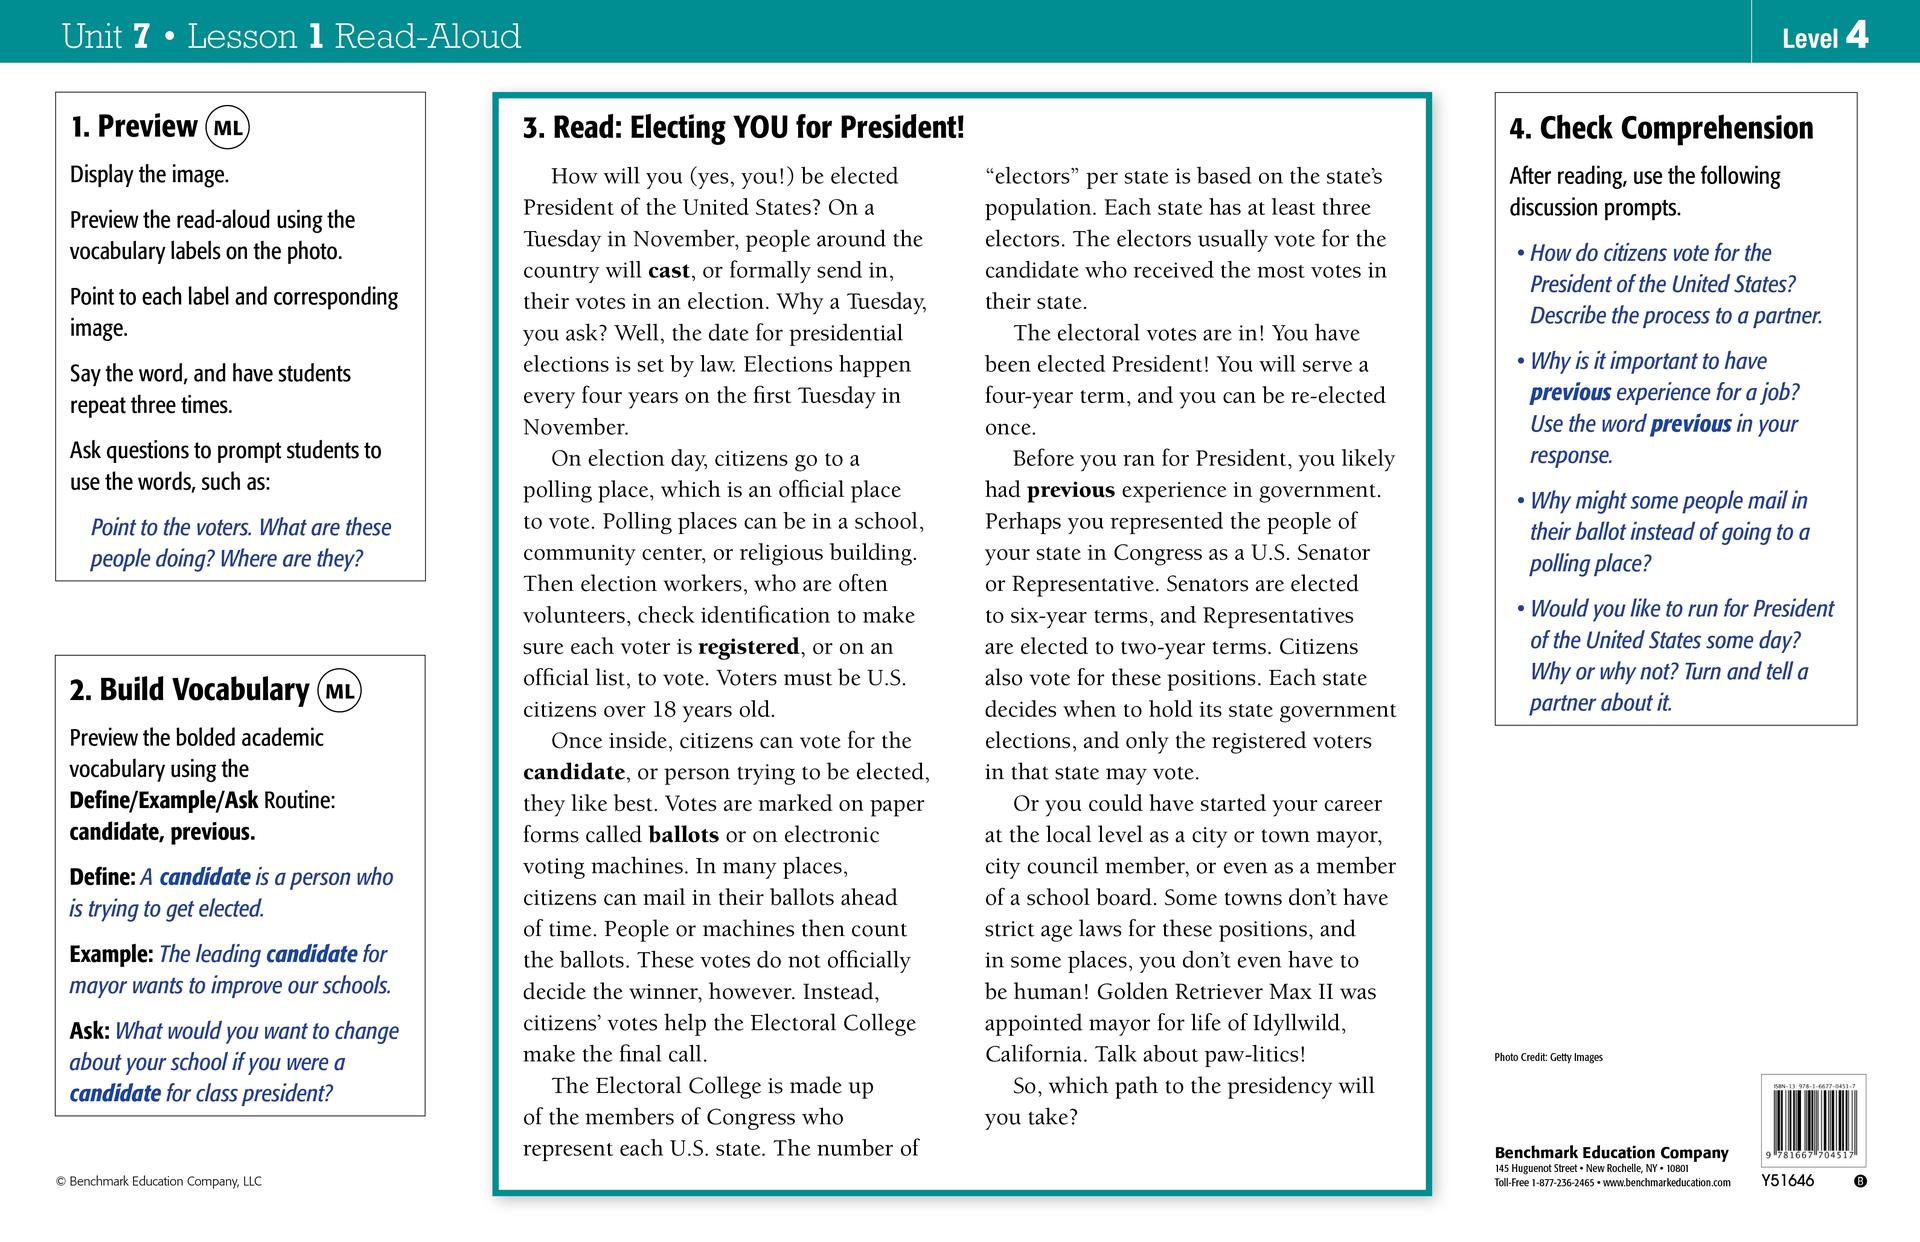 Unit 7 • Lesson 1 Read-Aloud
Level 4
1. Preview ML
Display the image.
Preview the read-aloud using the
vocabulary labels on the photo.
Point to each label and corresponding
image.
Say the word, and have students
repeat three times.
Ask questions to prompt students to
use the words, such as:
Point to the voters. What are these
people doing? Where are they?
2. Build Vocabulary ML
Preview the bolded academic
vocabulary using the
Define/Example/Ask Routine:
candidate, previous.
Define: A candidate is a person who
is trying to get elected.
Example: The leading candidate for
mayor wants to improve our schools.
Ask: What would you want to change
about your school if you were a
candidate for class president?
© Benchmark Education Company, LLC
3. Read: Electing YOU for President!
How will you (yes, you!) be elected
President of the United States? On a
Tuesday in November, people around the
country will cast, or formally send in,
their votes in an election. Why a Tuesday,
you ask? Well, the date for presidential
elections is set by law. Elections happen
every four years on the first Tuesday in
November.
On election day, citizens go to a
polling place, which is an official place
to vote. Polling places can be in a school,
community center, or religious building.
Then election workers, who are often
volunteers, check identification to make
sure each voter is registered, or on an
official list, to vote. Voters must be U.S.
citizens over 18 years old.
Once inside, citizens can vote for the
candidate, or person trying to be elected,
they like best. Votes are marked on paper
forms called ballots or on electronic
voting machines. In many places,
citizens can mail in their ballots ahead
of time. People or machines then count
the ballots. These votes do not officially
decide the winner, however. Instead,
citizens’ votes help the Electoral College
make the final call.
The Electoral College is made up
of the members of Congress who
represent each U.S. state. The number of
“electors” per state is based on the state’s
population. Each state has at least three
electors. The electors usually vote for the
candidate who received the most votes in
their state.
The electoral votes are in! You have
been elected President! You will serve a
four-year term, and you can be re-elected
once.
Before you ran for President, you likely
had previous experience in government.
Perhaps you represented the people of
your state in Congress as a U.S. Senator
or Representative. Senators are elected
to six-year terms, and Representatives
are elected to two-year terms. Citizens
also vote for these positions. Each state
decides when to hold its state government
elections, and only the registered voters
in that state may vote.
Or you could have started your career
at the local level as a city or town mayor,
city council member, or even as a member
of a school board. Some towns don’t have
strict age laws for these positions, and
in some places, you don’t even have to
be human! Golden Retriever Max II was
appointed mayor for life of Idyllwild,
California. Talk about paw-litics!
So, which path to the presidency will
you take?
4. Check Comprehension
After reading, use the following
discussion prompts.
• How do citizens vote for the
President of the United States?
Describe the process to a partner.
• Why is it important to have
previous experience for a job?
Use the word previous in your
response.
• Why might some people mail in
their ballot instead of going to a
polling place?
• Would you like to run for President
of the United States some day?
Why or why not? Turn and tell a
partner about it.
Photo Credit: Getty Images
Benchmark Education Company
145 Huguenot Street • New Rochelle, NY • 10801
Toll-Free 1-877-236-2465 • www.benchmarkeducation.com
ISBN-13 978-1-6677-0451-7
9 781667 704517
Y51646
B